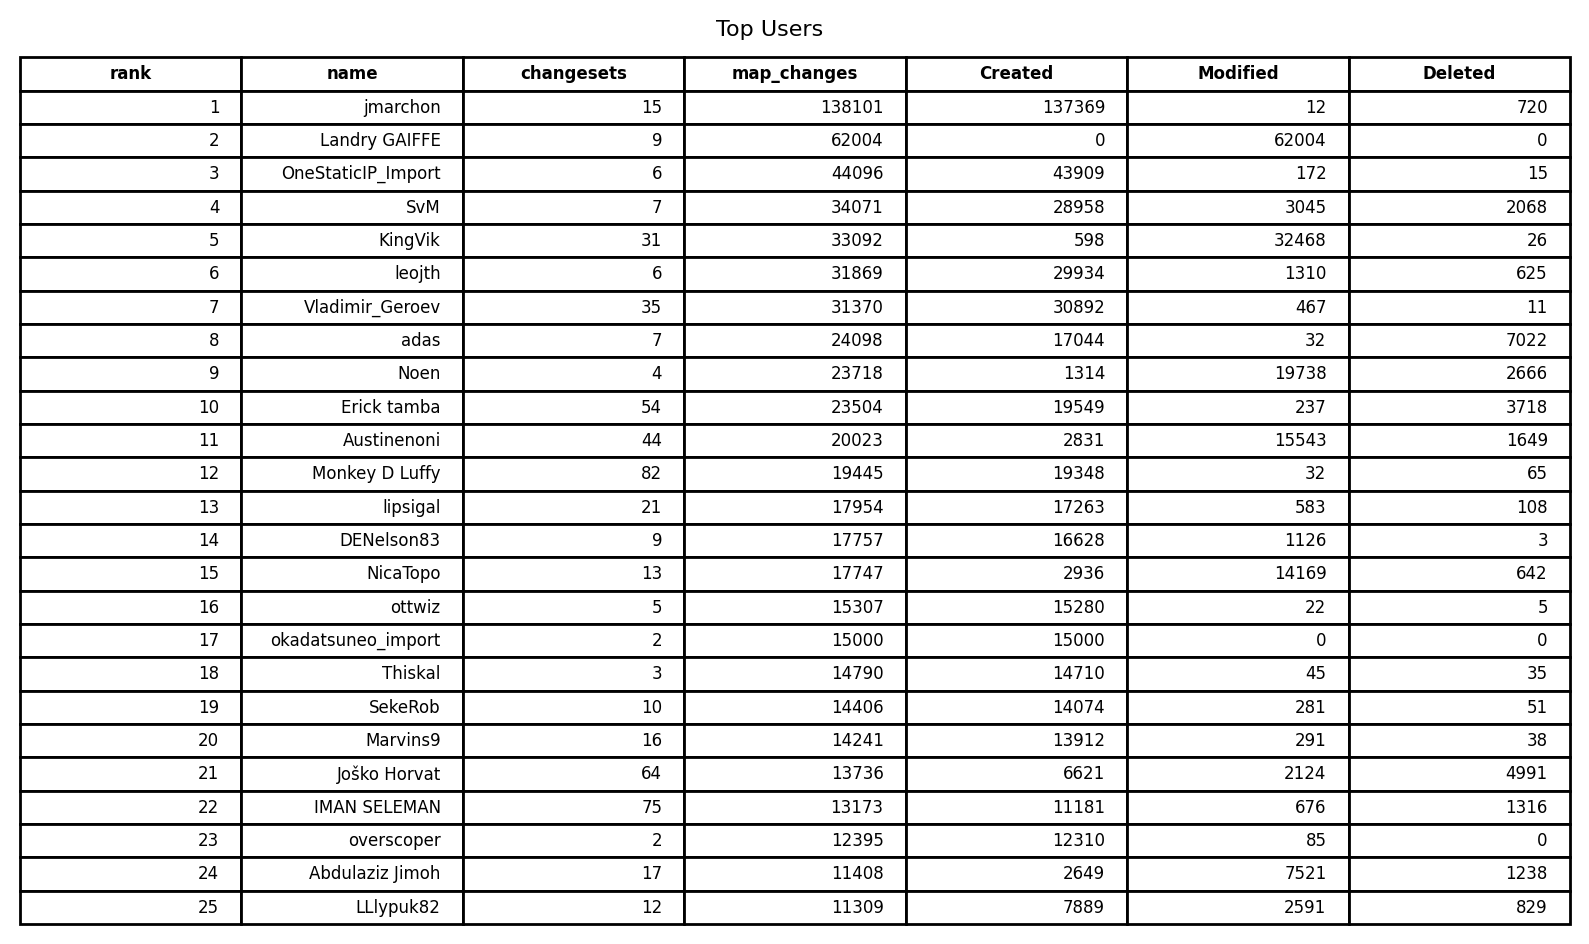 Top Users
rank name changesets map_changes Created Modified Deleted
1 jmarchon 15 138101 137369 12 720
2 Landry GAIFFE 9 62004 0 62004 0
3 OneStaticIP_Import 6 44096 43909 172 15
4 SvM 7 34071 28958 3045 2068
5 KingVik 31 33092 598 32468 26
6 leojth 6 31869 29934 1310 625
7 Vladimir_Geroev 35 31370 30892 467 11
8 adas 7 24098 17044 32 7022
9 Noen 4 23718 1314 19738 2666
10 Erick tamba 54 23504 19549 237 3718
11 Austinenoni 44 20023 2831 15543 1649
12 Monkey D Luffy 82 19445 19348 32 65
13 lipsigal 21 17954 17263 583 108
14 DENelson83 9 17757 16628 1126 3
15 NicaTopo 13 17747 2936 14169 642
16 ottwiz 5 15307 15280 22 5
17 okadatsuneo_import 2 15000 15000 0 0
18 Thiskal 3 14790 14710 45 35
19 SekeRob 10 14406 14074 281 51
20 Marvins9 16 14241 13912 291 38
21 Joško Horvat 64 13736 6621 2124 4991
22 IMAN SELEMAN 75 13173 11181 676 1316
23 overscoper 2 12395 12310 85 0
24 Abdulaziz Jimoh 17 11408 2649 7521 1238
25 LLlypuk82 12 11309 7889 2591 829